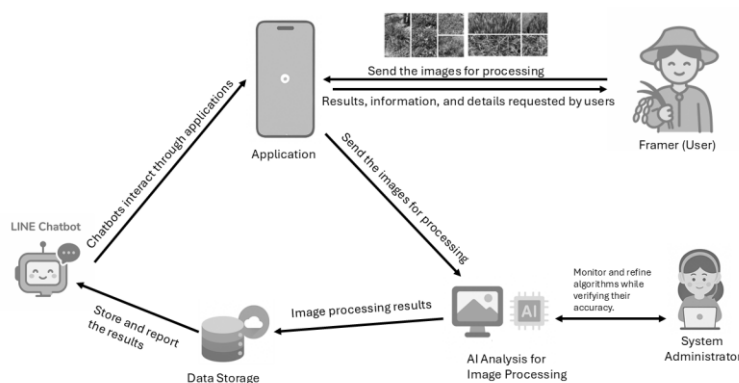 Send the images for processing
Results, information, and details requested by users
Framer (User)
Application
Chatbots interact through applications
Send the images for processing
LINE Chatbot
Monitor and refine
algorithms while
verifying their
accuracy.
AI
Image processing results
Store and report
the results
System
Administrator
AI Analysis for
Image Processing
Data Storage